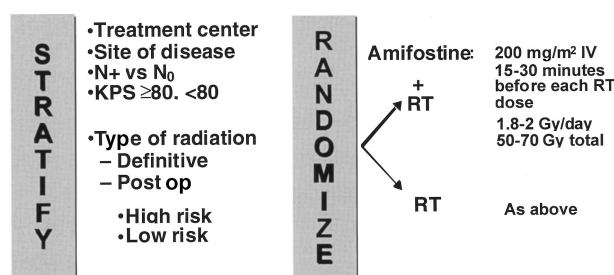 STRATIFY
•Treatment center
•Site of disease
•N+ vs N₀
•KPS ≥80. <80
•Type of radiation
– Definitive
– Post op
•High risk
•Low risk
RANDOMIZE
Amifostine: 200 mg/m² IV
+ 15-30 minutes
RT before each RT
dose
1.8-2 Gy/day
50-70 Gy total
RT As above